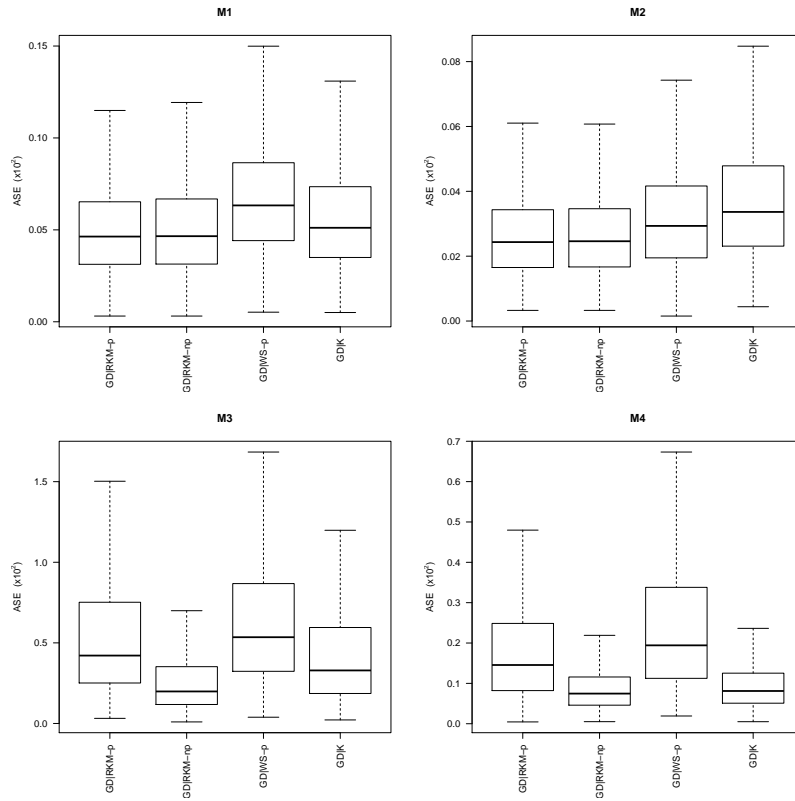 M1
ASE (x10²)
0.15
0.10
0.05
0.00
GD|RKM−p
GD|RKM−np
GD|WS−p
GD|K
M2
ASE (x10²)
0.08
0.06
0.04
0.02
0.00
GD|RKM−p
GD|RKM−np
GD|WS−p
GD|K
M3
ASE (x10²)
1.5
1.0
0.5
0.0
GD|RKM−p
GD|RKM−np
GD|WS−p
GD|K
M4
ASE (x10²)
0.7
0.6
0.5
0.4
0.3
0.2
0.1
0.0
GD|RKM−p
GD|RKM−np
GD|WS−p
GD|K